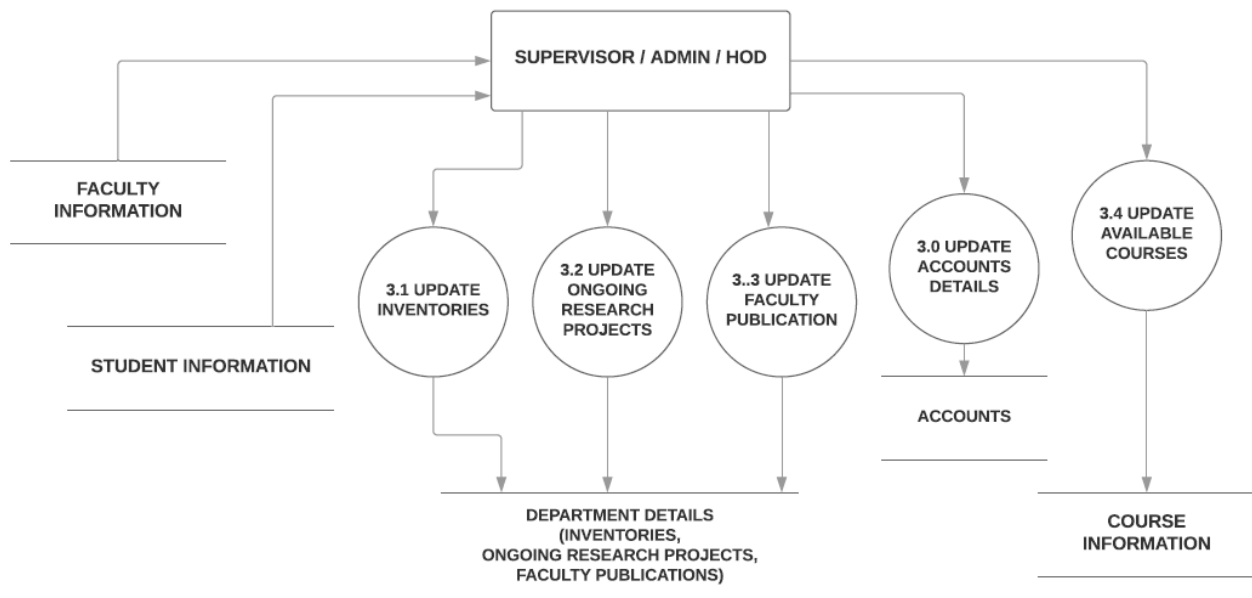 SUPERVISOR / ADMIN / HOD
FACULTY
INFORMATION
STUDENT INFORMATION
3.1 UPDATE
INVENTORIES
3.2 UPDATE
ONGOING
RESEARCH
PROJECTS
3..3 UPDATE
FACULTY
PUBLICATION
3.0 UPDATE
ACCOUNTS
DETAILS
3.4 UPDATE
AVAILABLE
COURSES
ACCOUNTS
DEPARTMENT DETAILS
(INVENTORIES,
ONGOING RESEARCH PROJECTS,
FACULTY PUBLICATIONS)
COURSE
INFORMATION